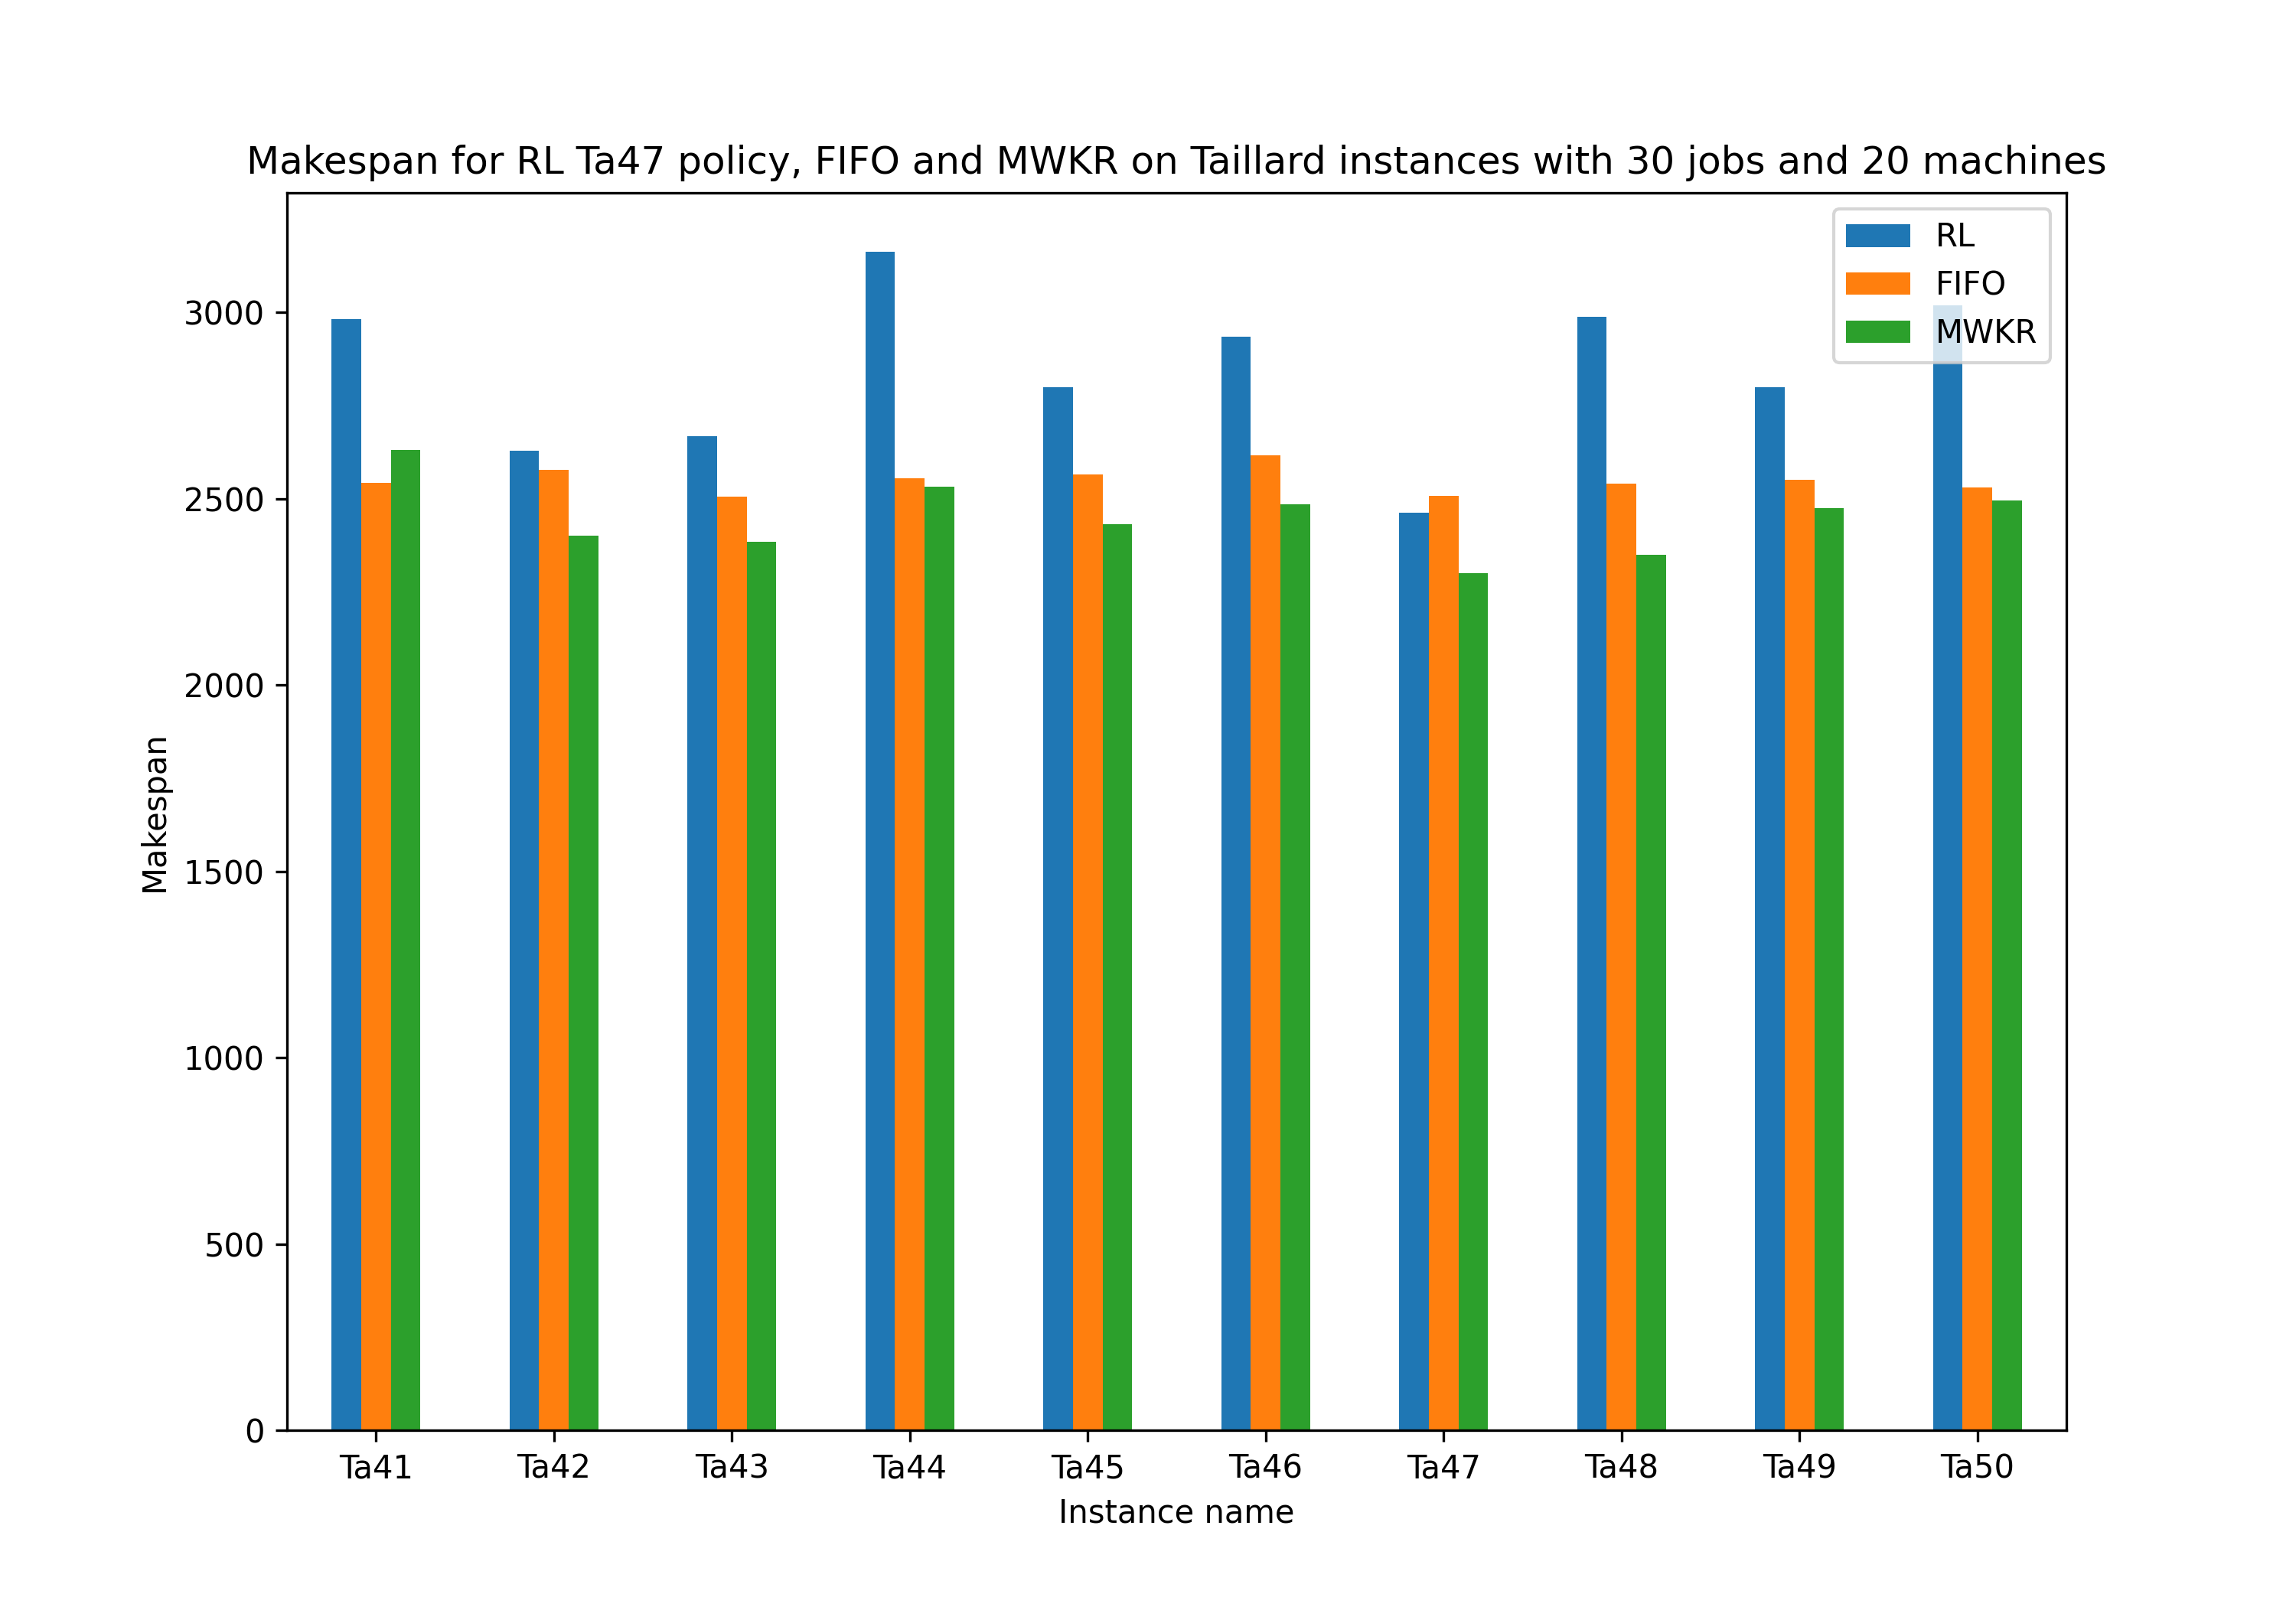 Makespan for RL Ta47 policy, FIFO and MWKR on Taillard instances with 30 jobs and 20 machines
RL
FIFO
MWKR
3000
2500
2000
1500
1000
500
0
Makespan
Ta41 Ta42 Ta43 Ta44 Ta45 Ta46 Ta47 Ta48 Ta49 Ta50
Instance name